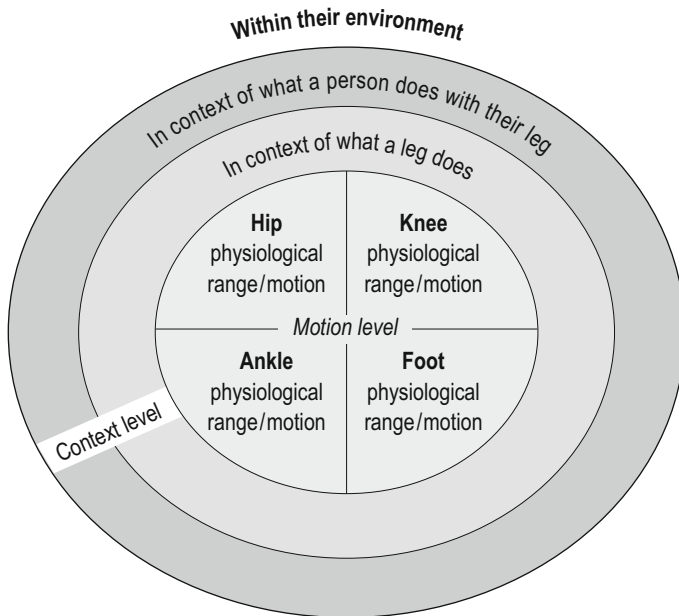 Within their environment
In context of what a person does with their leg
In context of what a leg does
Hip
physiological
range/motion
Knee
physiological
range/motion
Motion level
Ankle
physiological
range/motion
Foot
physiological
range/motion
Context level